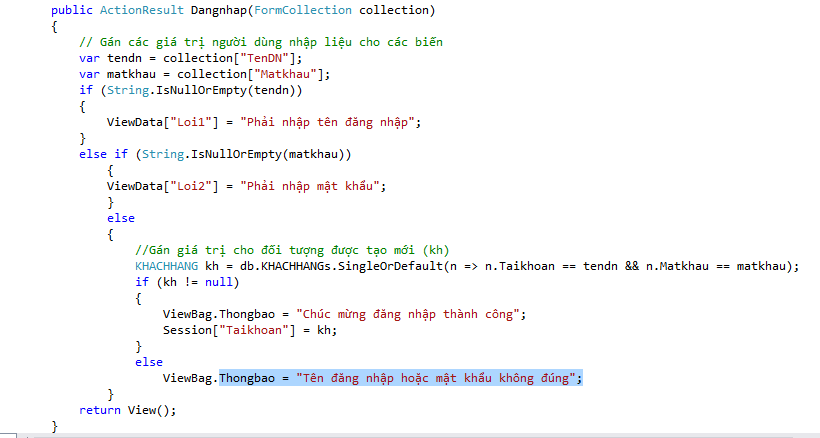 public ActionResult Dangnhap(FormCollection collection)
{
// Gán các giá trị người dùng nhập liệu cho các biến
var tendn = collection["TenDN"];
var matkhau = collection["Matkhau"];
if (String.IsNullOrEmpty(tendn))
{
ViewData["Loi1"] = "Phải nhập tên đăng nhập";
}
else if (String.IsNullOrEmpty(matkhau))
{
ViewData["Loi2"] = "Phải nhập mật khẩu";
}
else
{
//Gán giá trị cho đối tượng được tạo mới (kh)
KHACHHANG kh = db.KHACHHANGs.SingleOrDefault(n => n.Taikhoan == tendn && n.Matkhau == matkhau);
if (kh != null)
{
ViewBag.Thongbao = "Chúc mừng đăng nhập thành công";
Session["Taikhoan"] = kh;
}
else
ViewBag.Thongbao = "Tên đăng nhập hoặc mật khẩu không đúng";
}
return View();
}